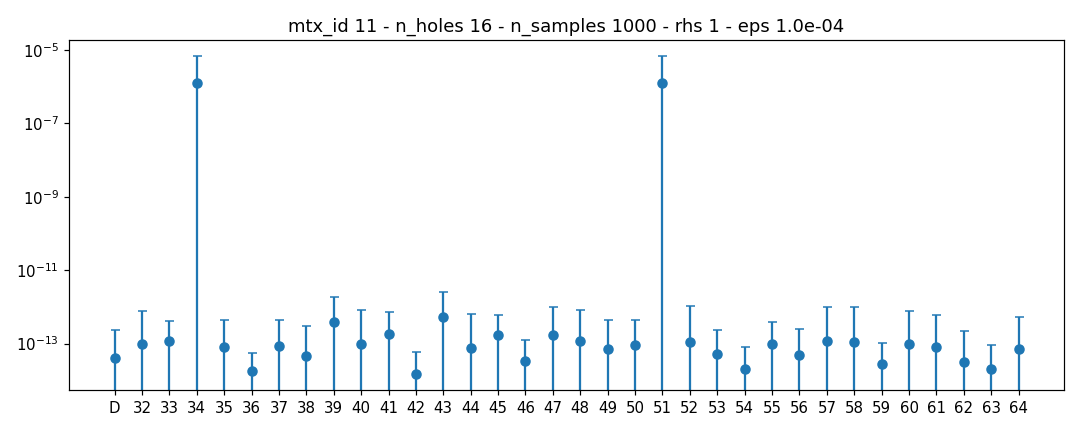 mtx_id 11 - n_holes 16 - n_samples 1000 - rhs 1 - eps 1.0e-04
10⁻⁵
10⁻⁷
10⁻⁹
10⁻¹¹
10⁻¹³
D 32 33 34 35 36 37 38 39 40 41 42 43 44 45 46 47 48 49 50 51 52 53 54 55 56 57 58 59 60 61 62 63 64